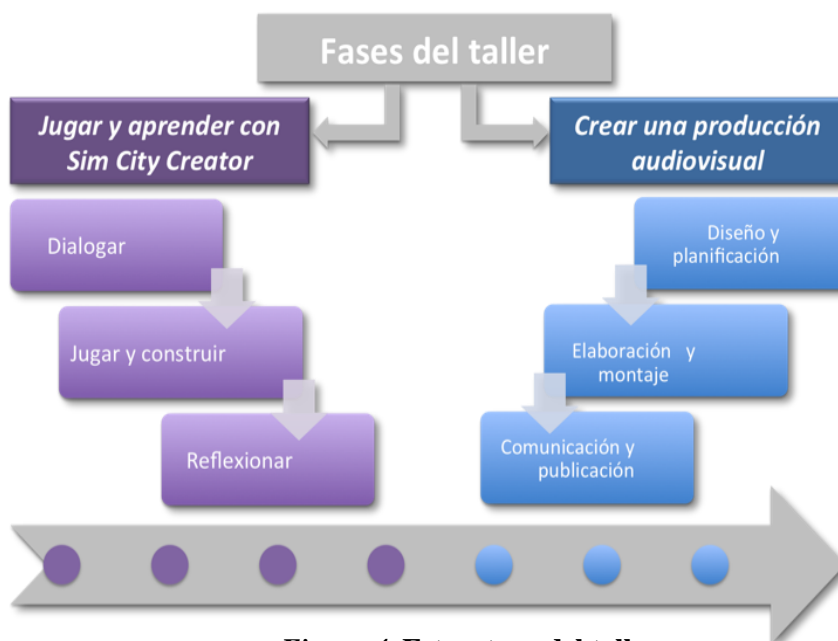 Fases del taller
Jugar y aprender con
Sim City Creator
Crear una producción
audiovisual
Dialogar
Jugar y construir
Reflexionar
Diseño y
planificación
Elaboración y
montaje
Comunicación y
publicación